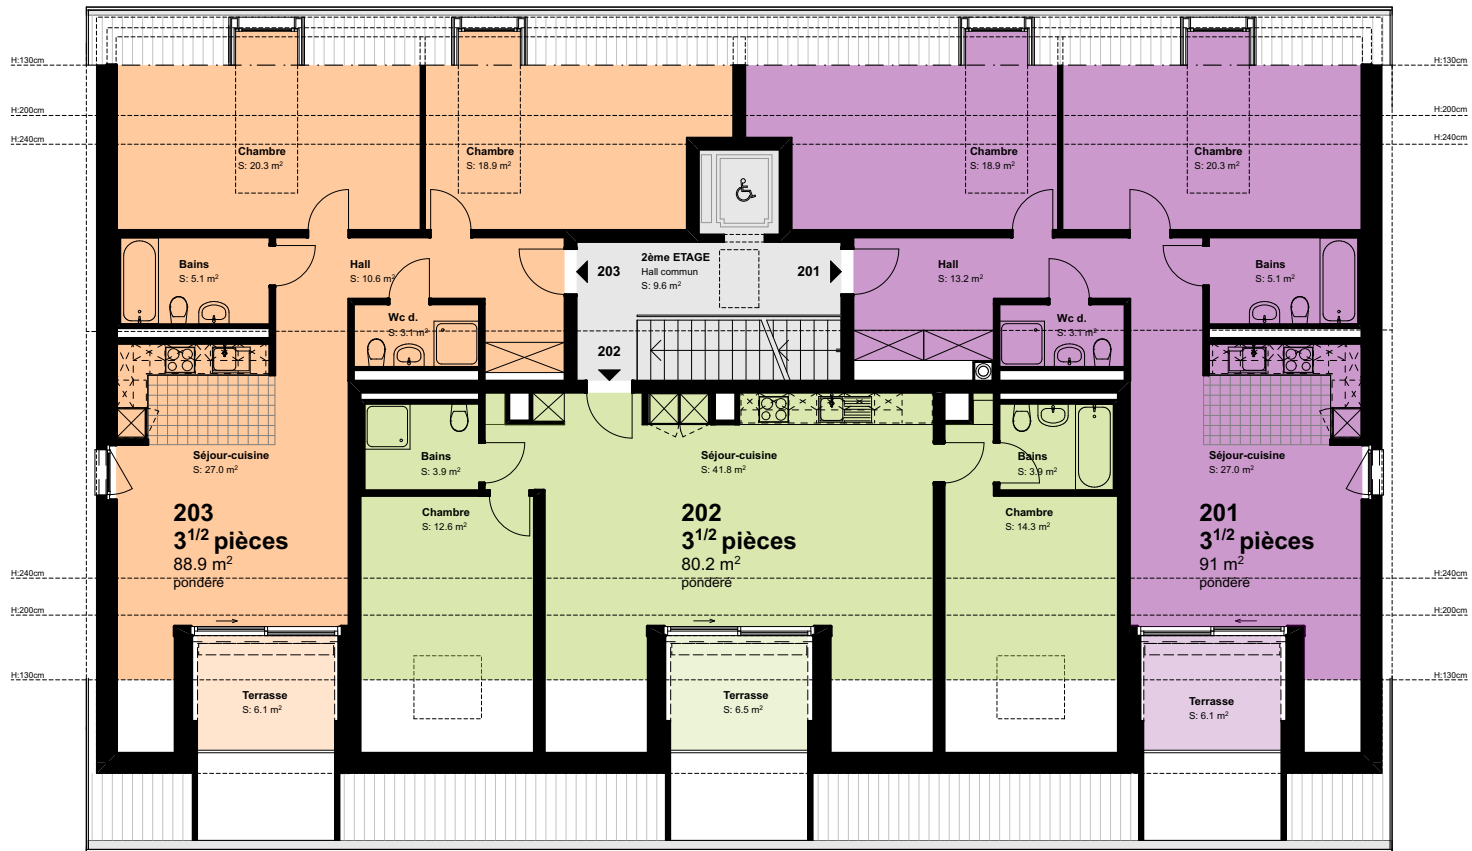 H:130cm
H:130cm
H:200cm
H:200cm
H:240cm
H:240cm
Chambre
S: 20.3 m²
Chambre
S: 18.9 m²
Chambre
S: 18.9 m²
Chambre
S: 20.3 m²
Bains
S: 5.1 m²
Hall
S: 10.6 m²
203
2ème ETAGE
Hall commun
S: 9.6 m²
201
Hall
S: 13.2 m²
Bains
S: 5.1 m²
Wc d.
S: 3.1 m²
202
Wc d.
S: 3.1 m²
Séjour-cuisine
S: 27.0 m²
Bains
S: 3.9 m²
Séjour-cuisine
S: 41.8 m²
Bains
S: 3.9 m²
Séjour-cuisine
S: 27.0 m²
203
3 1/2 pièces
88.9 m²
pondéré
Chambre
S: 12.6 m²
202
3 1/2 pièces
80.2 m²
pondéré
Chambre
S: 14.3 m²
201
3 1/2 pièces
91 m²
pondéré
H:240cm
H:240cm
H:200cm
H:200cm
H:130cm
H:130cm
Terrasse
S: 6.1 m²
Terrasse
S: 6.5 m²
Terrasse
S: 6.1 m²